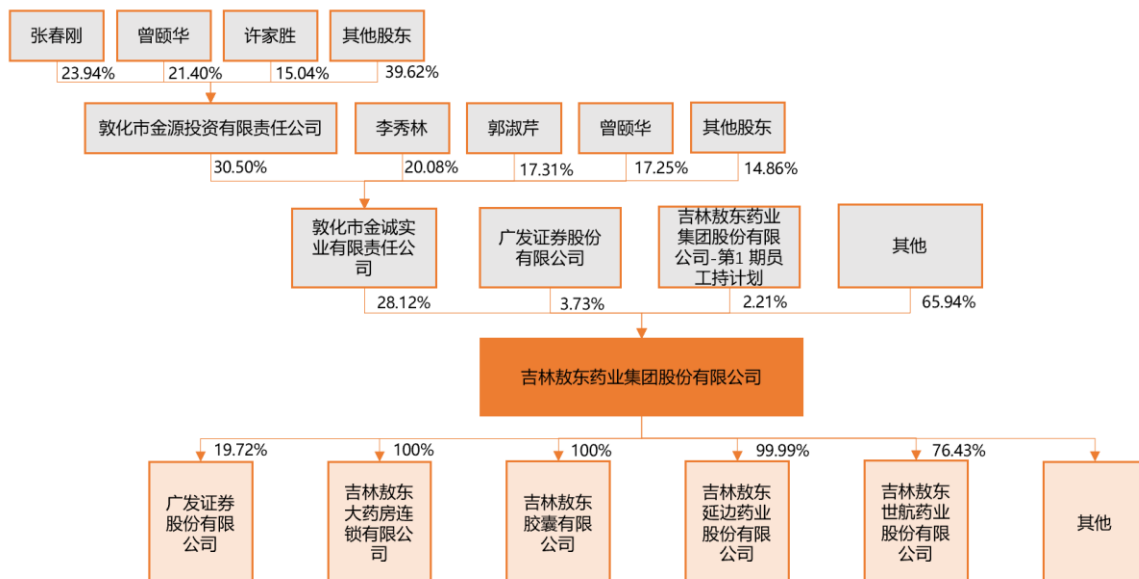 张春刚
曾颐华
许家胜
其他股东
23.94%
21.40%
15.04%
39.62%
敦化市金源投资有限责任公司
李秀林
郭淑芹
曾颐华
其他股东
30.50%
20.08%
17.31%
17.25%
14.86%
敦化市金诚实
业有限责任公
司
广发证券股份
有限公司
吉林敖东药业
集团股份有限
公司-第1 期员
工持计划
其他
28.12%
3.73%
2.21%
65.94%
吉林敖东药业集团股份有限公司
19.72%
100%
100%
99.99%
76.43%
广发证券
股份有限
公司
吉林敖东
大药房连
锁有限公
司
吉林敖东
胶囊有限
公司
吉林敖东
延边药业
股份有限
公司
吉林敖东
世航药业
股份有限
公司
其他